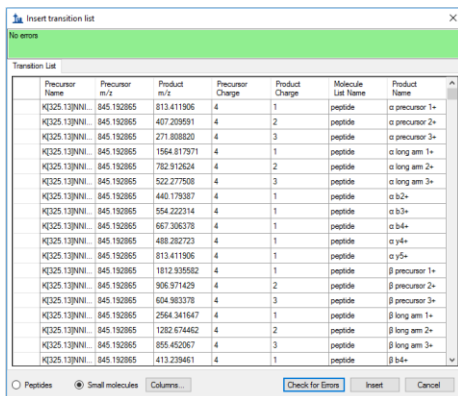 Insert transition list
No errors
Transition List
Precursor Name Precursor m/z Product m/z Precursor Charge Product Charge Molecule List Name Product Name
K[325.13]NNI... 845.192865 813.411906 4 1 peptide α precursor 1+
K[325.13]NNI... 845.192865 407.209591 4 2 peptide α precursor 2+
K[325.13]NNI... 845.192865 271.808820 4 3 peptide α precursor 3+
K[325.13]NNI... 845.192865 1564.817971 4 1 peptide α long arm 1+
K[325.13]NNI... 845.192865 782.912624 4 2 peptide α long arm 2+
K[325.13]NNI... 845.192865 522.277508 4 3 peptide α long arm 3+
K[325.13]NNI... 845.192865 440.179387 4 1 peptide α b2+
K[325.13]NNI... 845.192865 554.222314 4 1 peptide α b3+
K[325.13]NNI... 845.192865 667.306378 4 1 peptide α b4+
K[325.13]NNI... 845.192865 488.282723 4 1 peptide α y4+
K[325.13]NNI... 845.192865 813.411906 4 1 peptide α y5+
K[325.13]NNI... 845.192865 1812.935582 4 1 peptide β precursor 1+
K[325.13]NNI... 845.192865 906.971429 4 2 peptide β precursor 2+
K[325.13]NNI... 845.192865 604.983378 4 3 peptide β precursor 3+
K[325.13]NNI... 845.192865 2564.341647 4 1 peptide β long arm 1+
K[325.13]NNI... 845.192865 1282.674462 4 2 peptide β long arm 2+
K[325.13]NNI... 845.192865 855.452067 4 3 peptide β long arm 3+
K[325.13]NNI... 845.192865 413.239461 4 1 peptide β b4+
Peptides Small molecules Columns... Check for Errors Insert Cancel